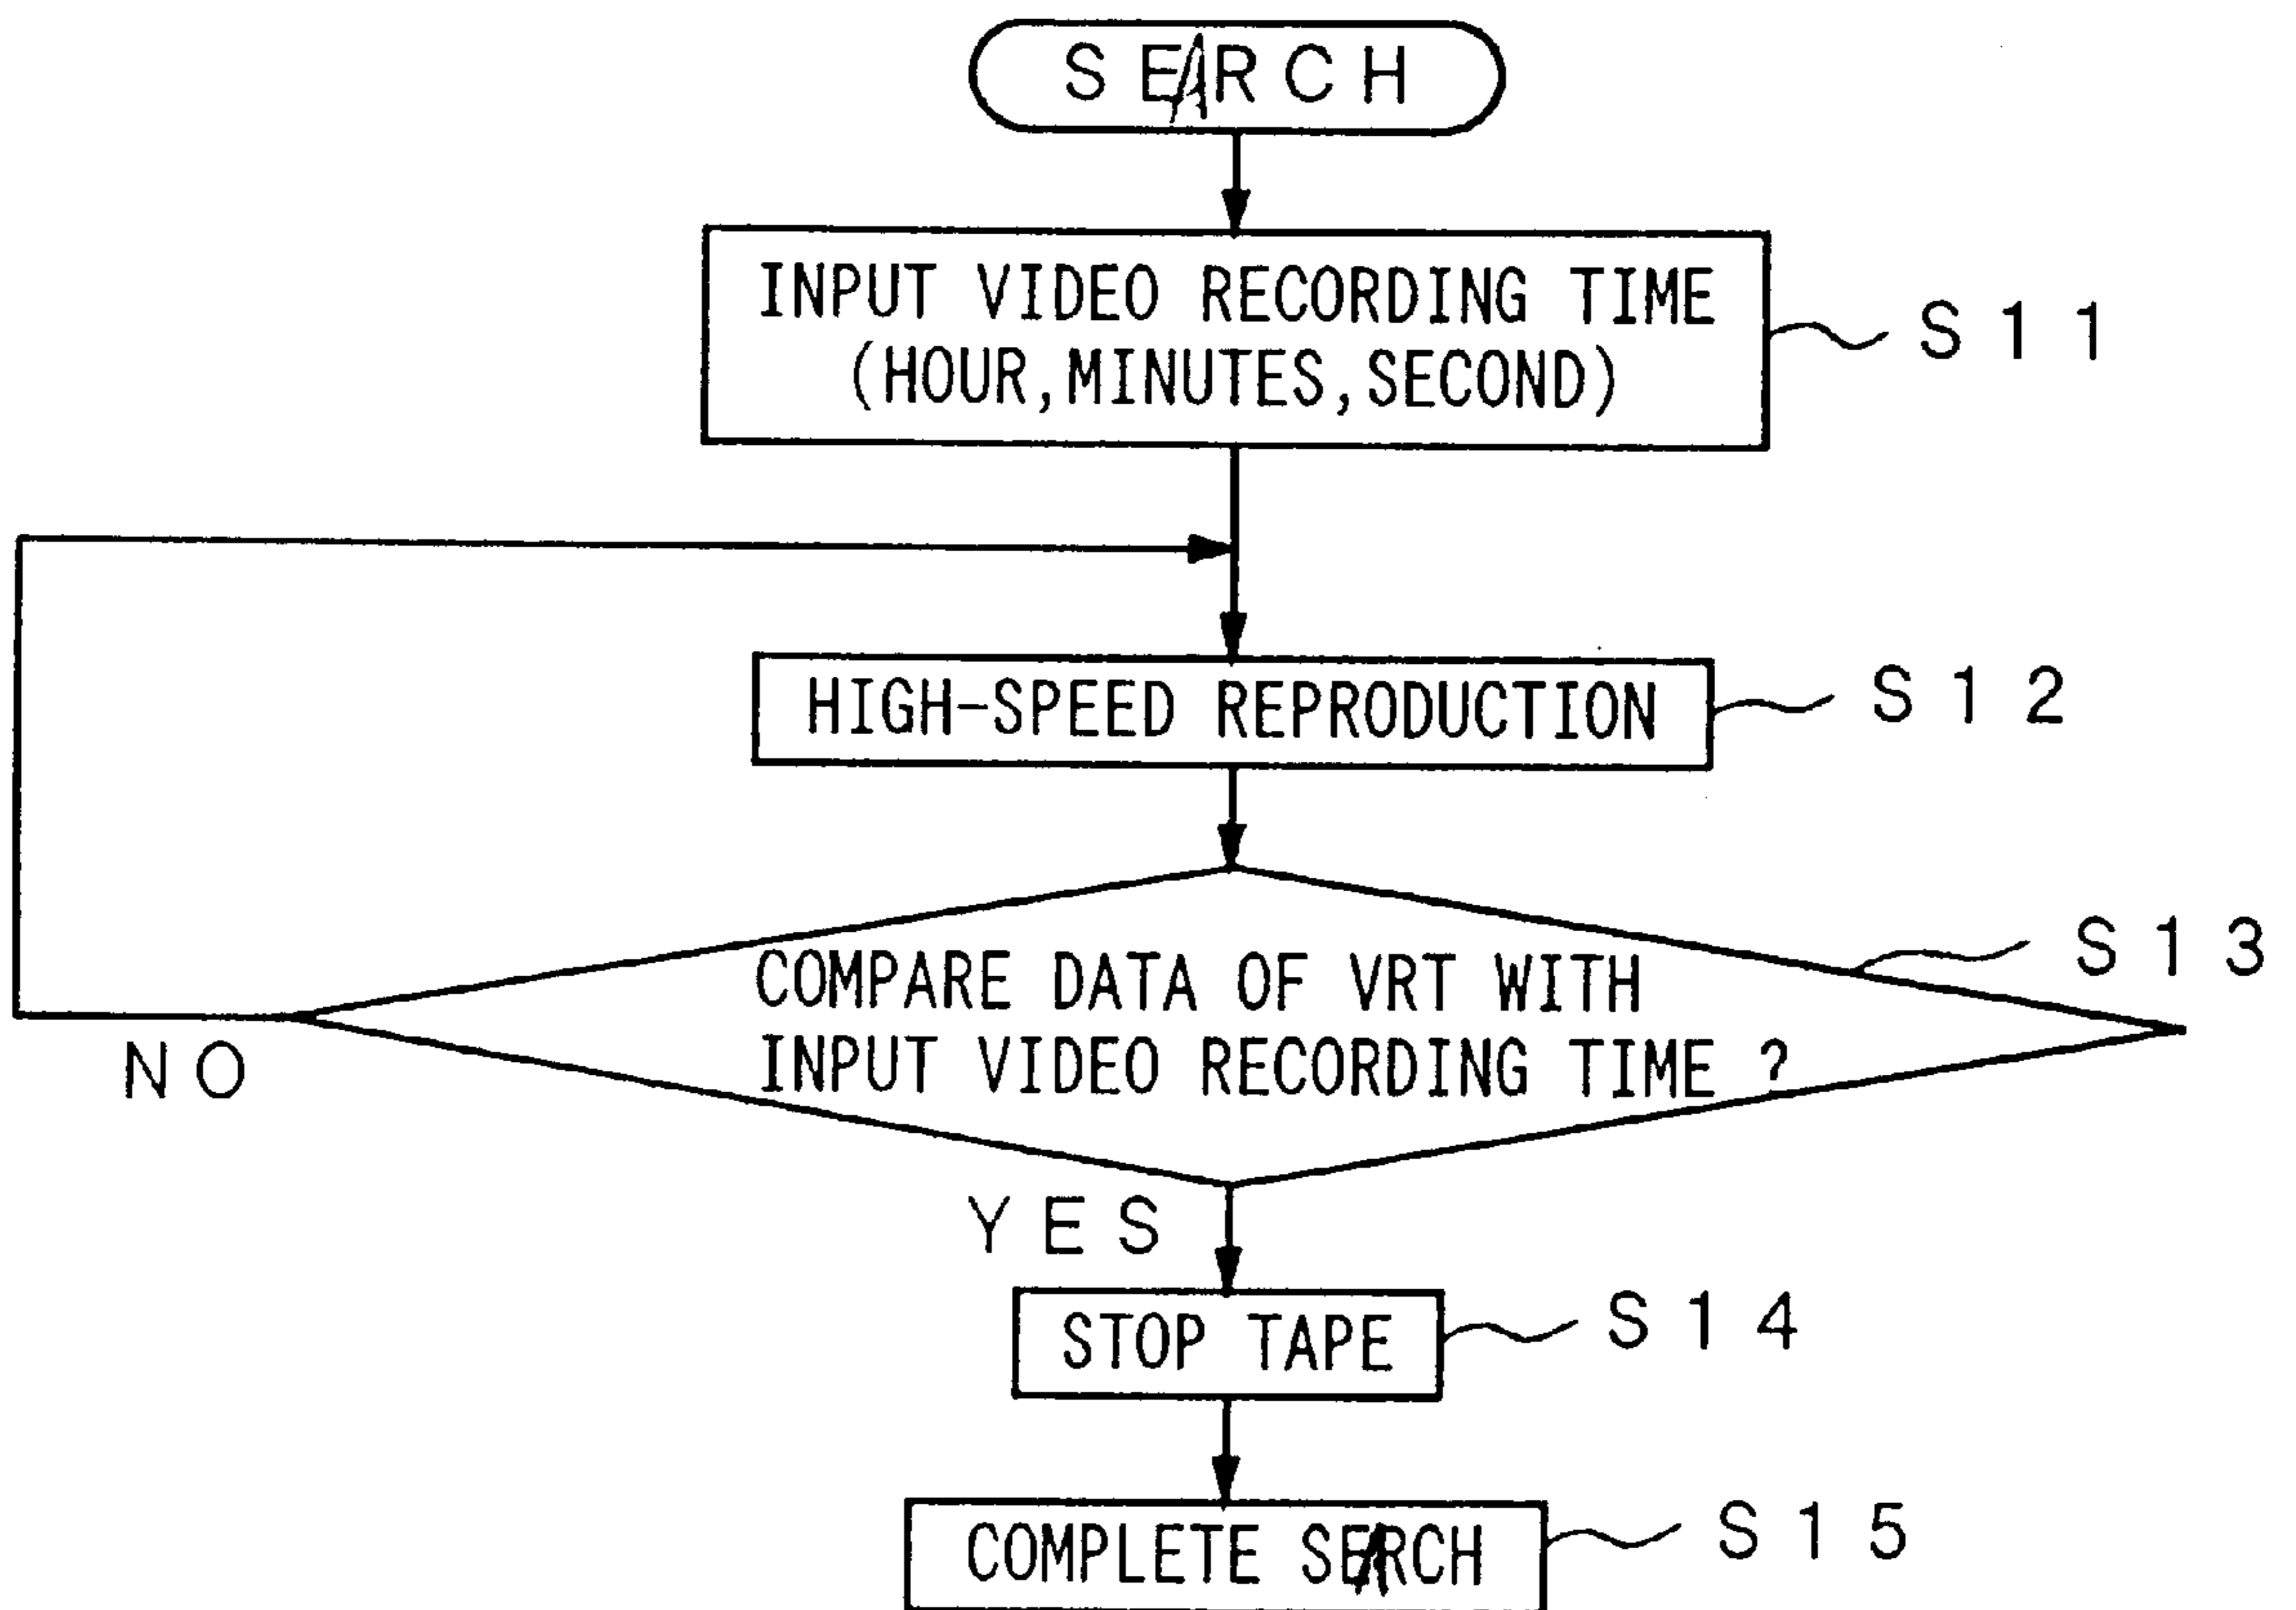 SEARCH
INPUT VIDEO RECORDING TIME
(HOUR,MINUTES,SECOND)
S11
HIGH-SPEED REPRODUCTION
S12
S13
COMPARE DATA OF VRT WITH
INPUT VIDEO RECORDING TIME ?
NO
YES
STOP TAPE
S14
COMPLETE SEARCH
S15